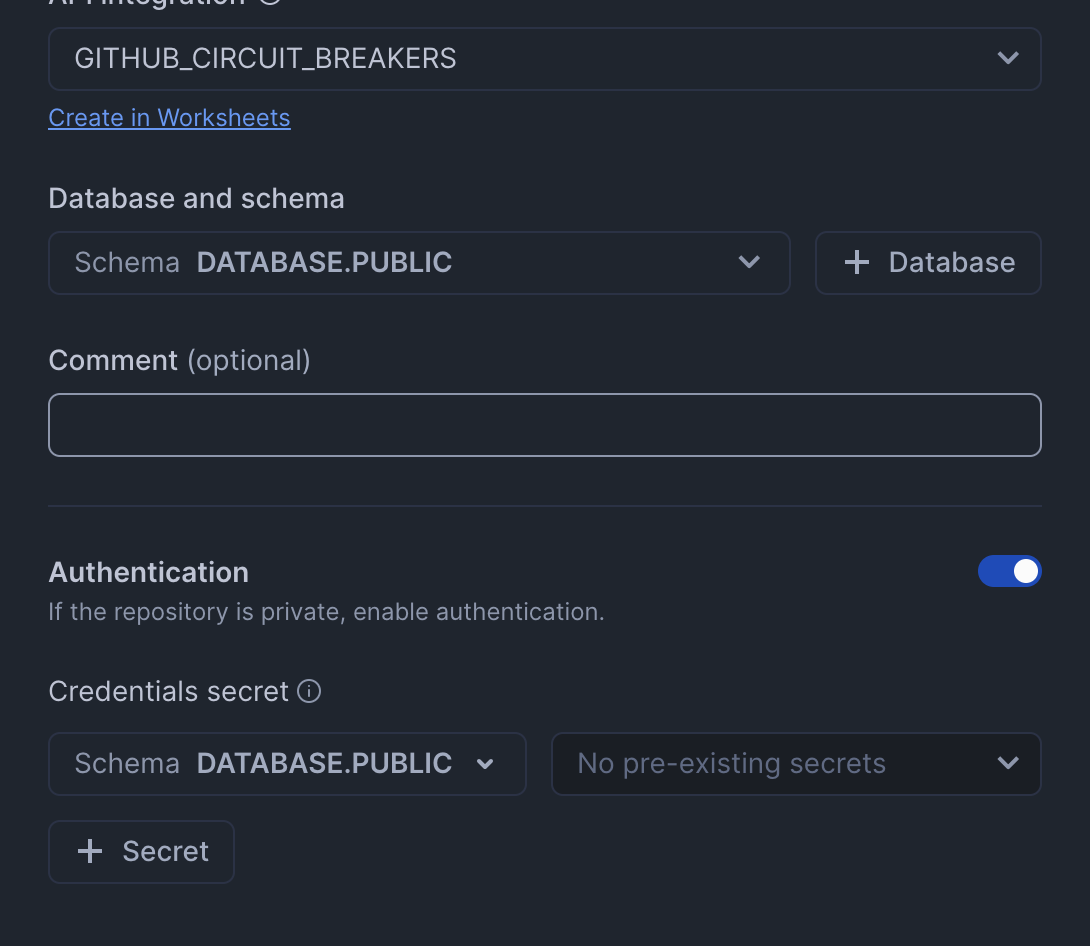 GITHUB_CIRCUIT_BREAKERS
Create in Worksheets
Database and schema
Schema DATABASE.PUBLIC
+ Database
Comment (optional)
Authentication
If the repository is private, enable authentication.
Credentials secret
Schema DATABASE.PUBLIC
No pre-existing secrets
+ Secret